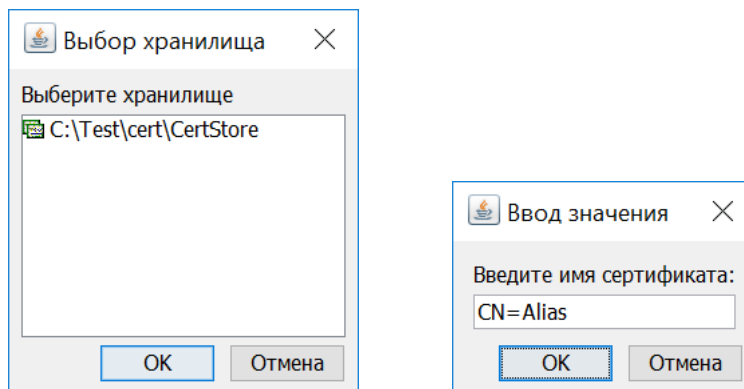 Выбор хранилища
Выберите хранилище
C:\Test\cert\CertStore
OK Отмена
Ввод значения
Введите имя сертификата:
CN=Alias
OK Отмена